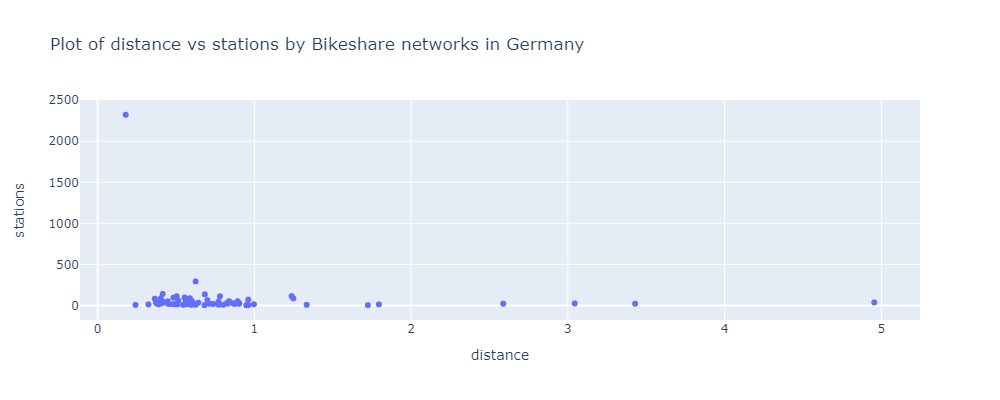 Plot of distance vs stations by Bikeshare networks in Germany
2500
2000
1500
1000
500
0
stations
0 1 2 3 4 5
distance